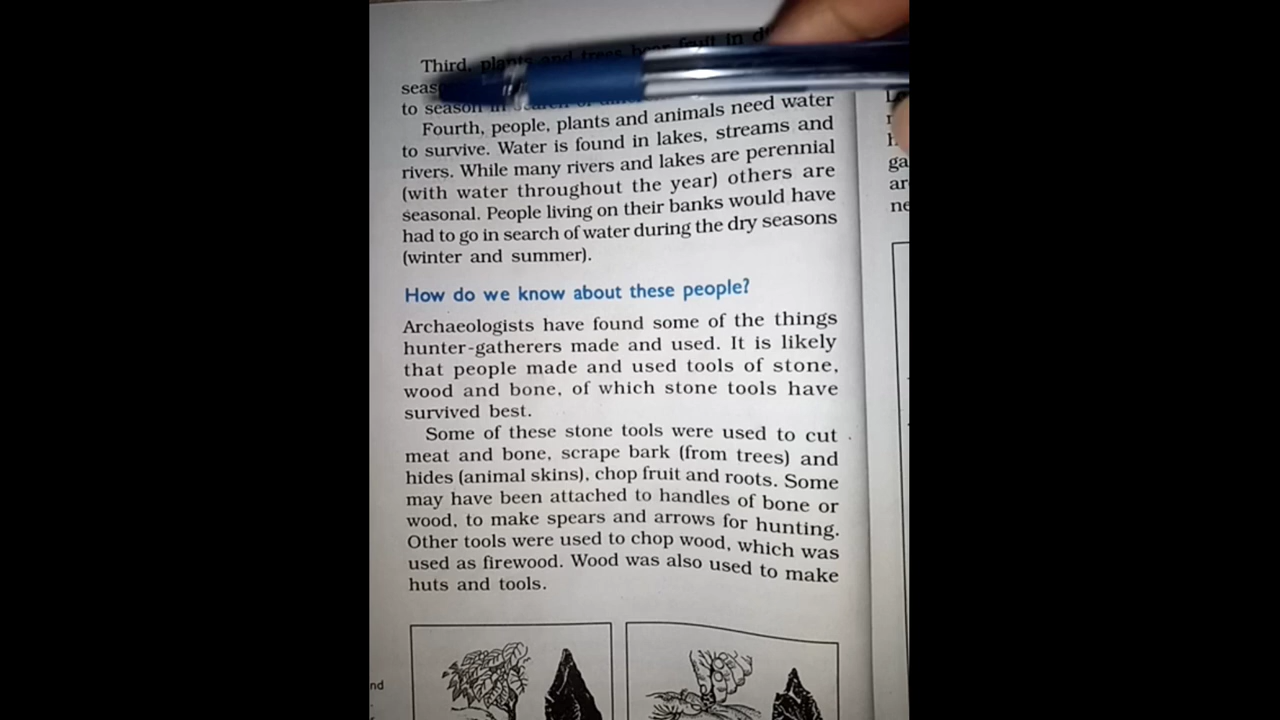 Third, plants and trees bear fruit in
seas
to season in search of
Fourth, people, plants and animals need water
to survive. Water is found in lakes, streams and
rivers. While many rivers and lakes are perennial
(with water throughout the year) others are
seasonal. People living on their banks would have
had to go in search of water during the dry seasons
(winter and summer).
How do we know about these people?
Archaeologists have found some of the things
hunter-gatherers made and used. It is likely
that people made and used tools of stone,
wood and bone, of which stone tools have
survived best.
Some of these stone tools were used to cut
meat and bone, scrape bark (from trees) and
hides (animal skins), chop fruit and roots. Some
may have been attached to handles of bone or
wood, to make spears and arrows for hunting.
Other tools were used to chop wood, which was
used as firewood. Wood was also used to make
huts and tools.
ga
ar
ne
nd